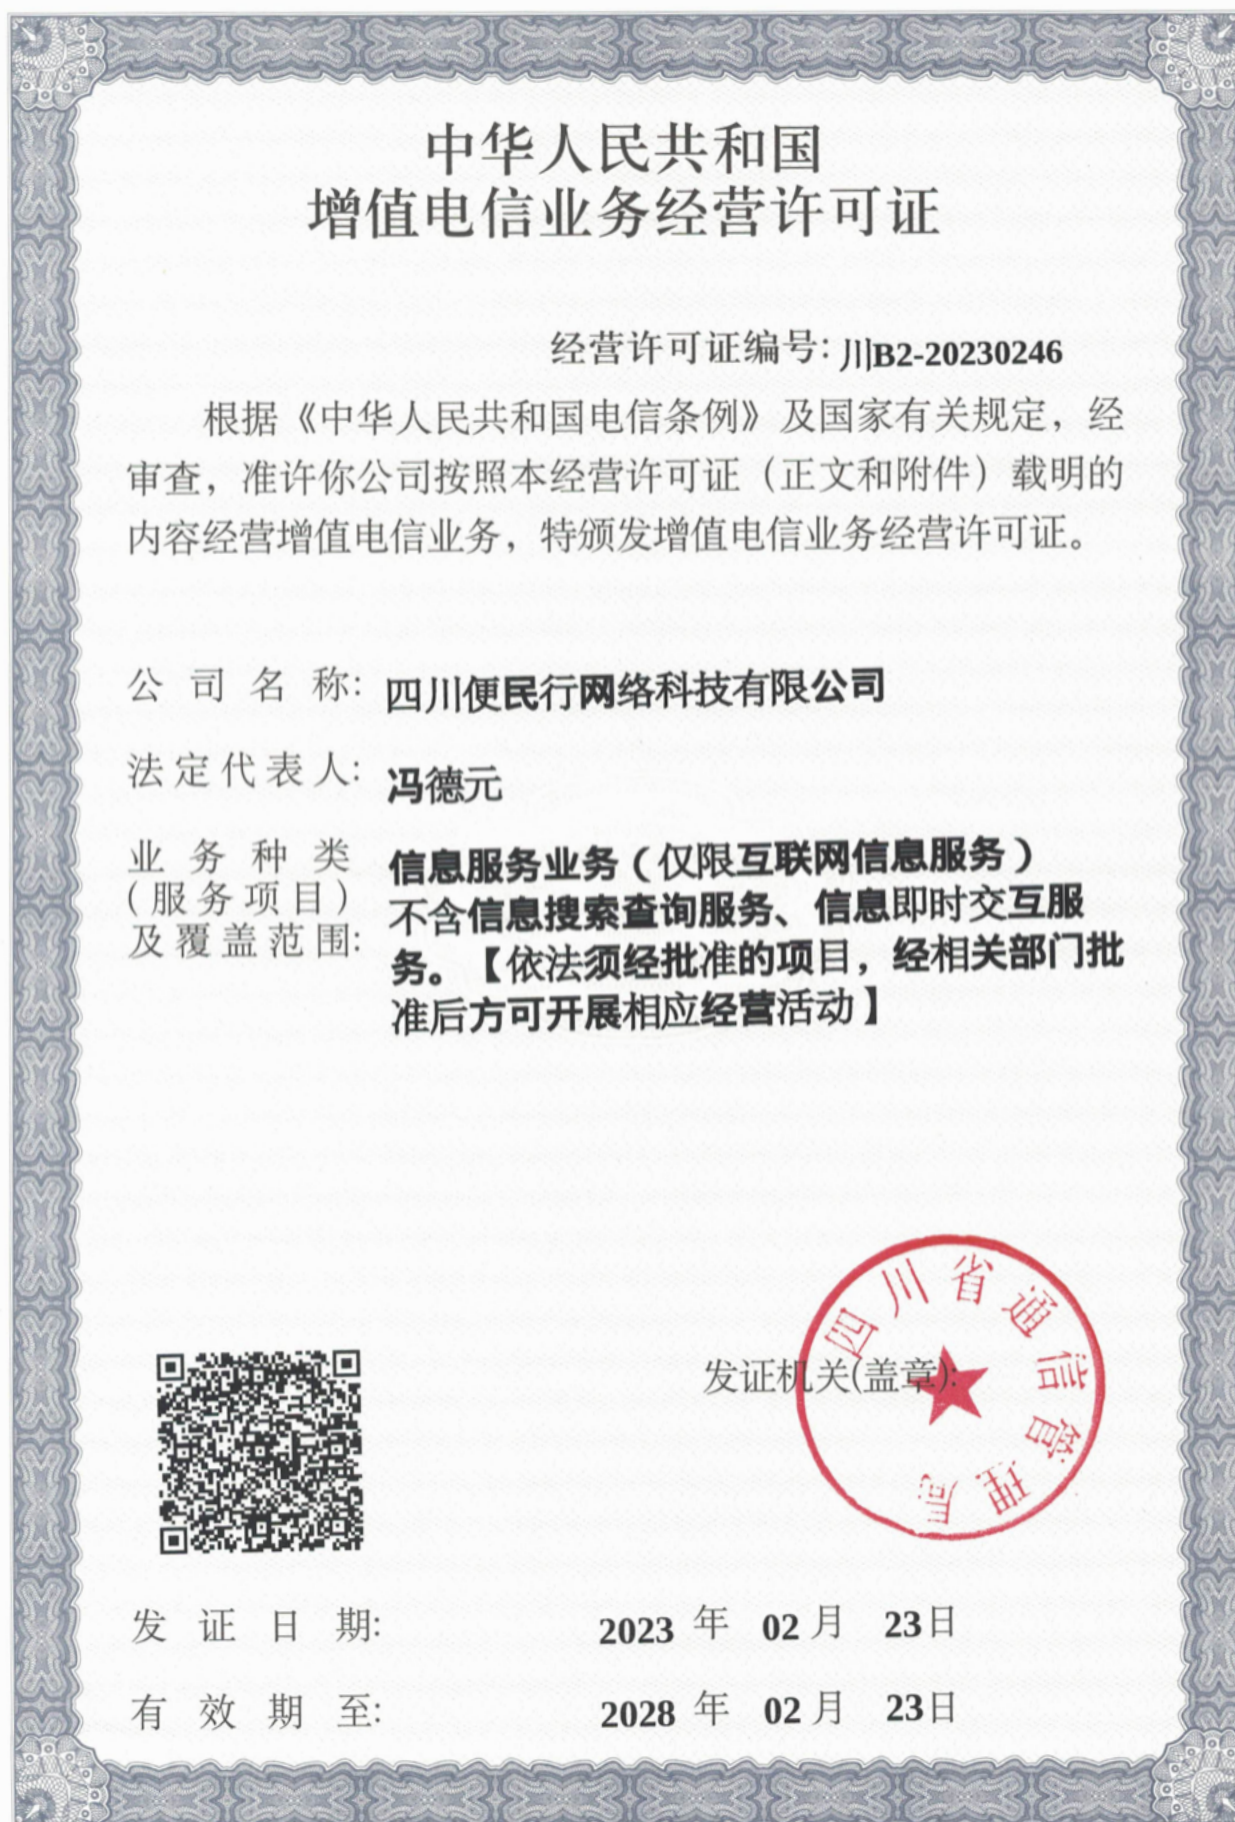 中华人民共和国
增值电信业务经营许可证
经营许可证编号：川B2-20230246
根据《中华人民共和国电信条例》及国家有关规定，经
审查，准许你公司按照本经营许可证（正文和附件）载明的
内容经营增值电信业务，特颁发增值电信业务经营许可证。
公司名称：四川便民行网络科技有限公司
法定代表人：冯德元
业务种类
(服务项目)
及覆盖范围：
信息服务业务（仅限互联网信息服务）
不含信息搜索查询服务、信息即时交互服
务。【依法须经批准的项目，经相关部门批
准后方可开展相应经营活动】
四川省通信管理局
发证机关(盖章)：
发证日期： 2023 年 02 月 23日
有效期至： 2028 年 02 月 23日